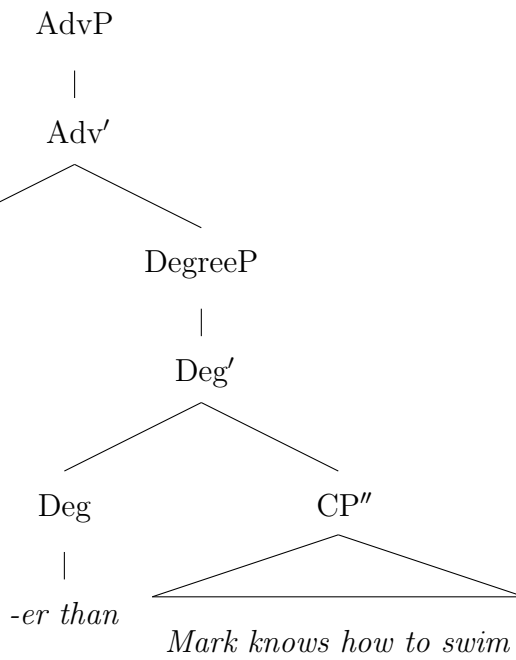 AdvP
Adv′
DegreeP
Deg′
Deg CP″
-er than
Mark knows how to swim